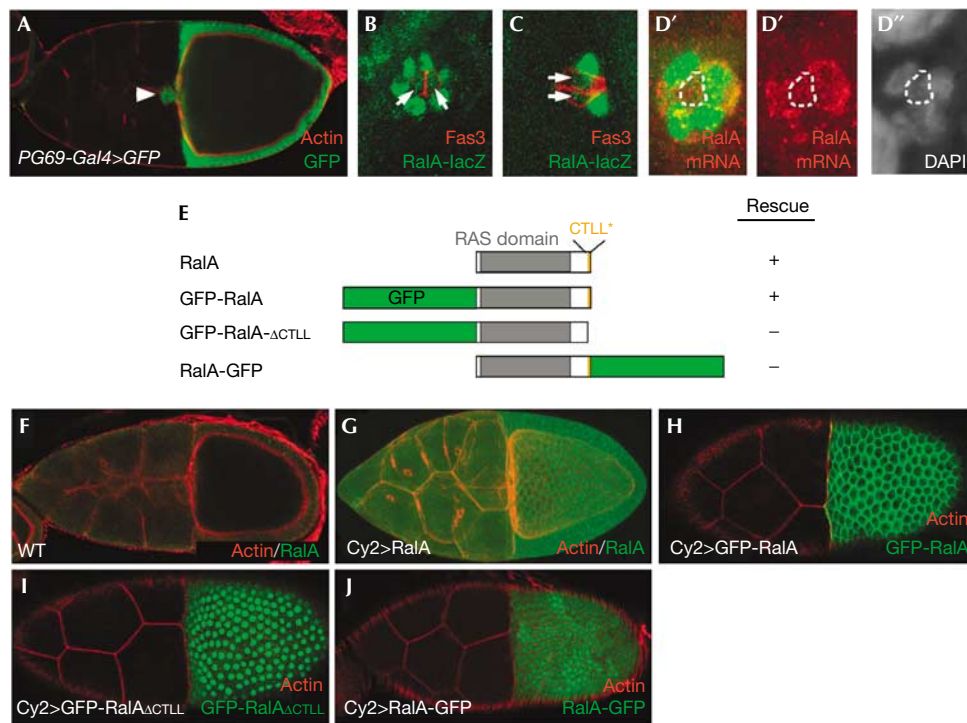 A
PG69-Gal4>GFP
Actin
GFP
B
Fas3
RalA-lacZ
C
Fas3
RalA-lacZ
D′
RalA
mRNA
D′
RalA
mRNA
D″
DAPI
E
Rescue
RAS domain
CTLL*
RalA
+
GFP-RalA
GFP
+
GFP-RalA-ΔCTLL
–
RalA-GFP
–
F
WT
Actin/RalA
G
Cy2>RalA
Actin/RalA
H
Cy2>GFP-RalA
Actin
GFP-RalA
I
Cy2>GFP-RalAΔCTLL
Actin
GFP-RalAΔCTLL
J
Cy2>RalA-GFP
Actin
RalA-GFP